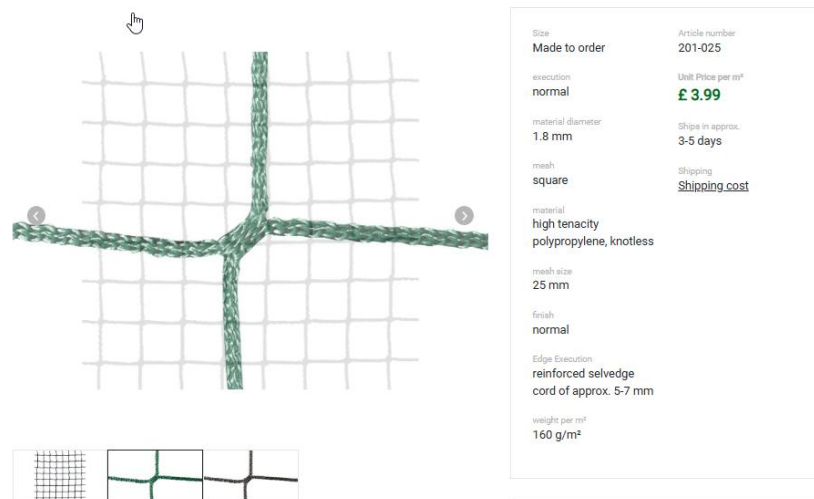 Size
Made to order
execution
normal
material diameter
1.8 mm
mesh
square
material
high tenacity
polypropylene, knotless
mesh size
25 mm
finish
normal
Edge Execution
reinforced selvedge
cord of approx. 5-7 mm
weight per m²
160 g/m²
Article number
201-025
Unit Price per m²
£ 3.99
Ships in approx.
3-5 days
Shipping
Shipping cost